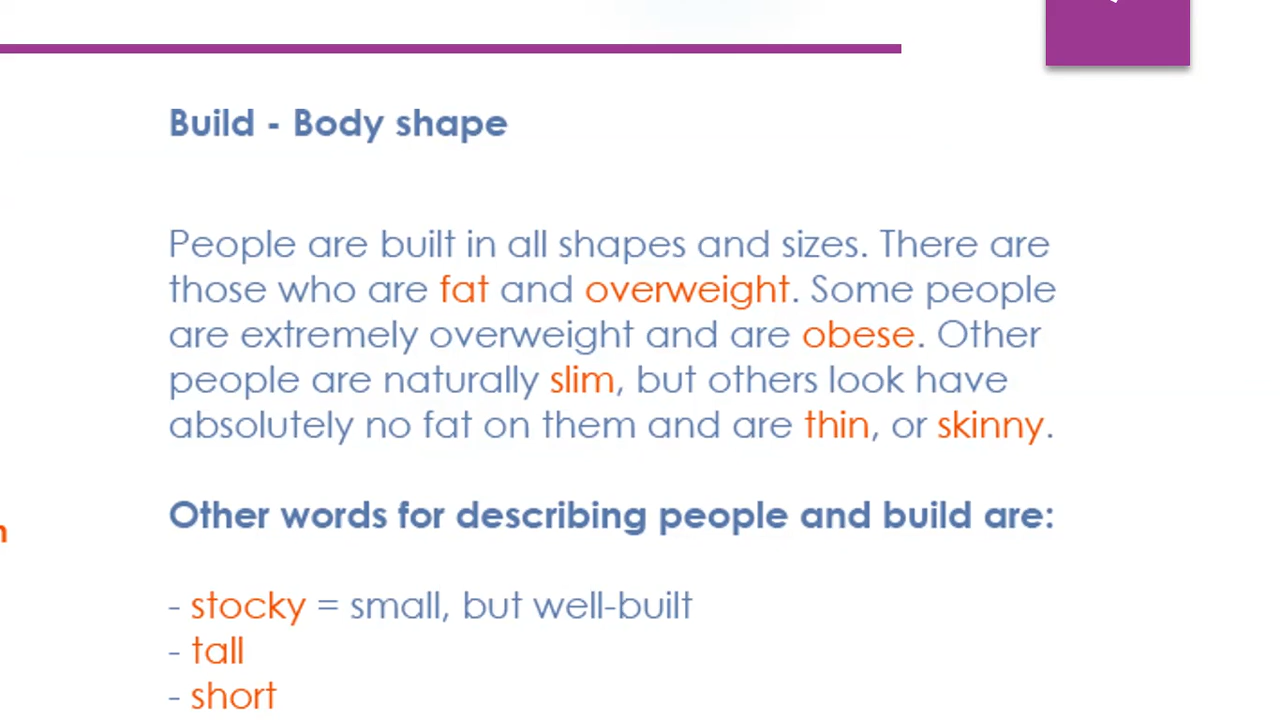 Build - Body shape
People are built in all shapes and sizes. There are
those who are fat and overweight. Some people
are extremely overweight and are obese. Other
people are naturally slim, but others look have
absolutely no fat on them and are thin, or skinny.
Other words for describing people and build are:
- stocky = small, but well-built
- tall
- short